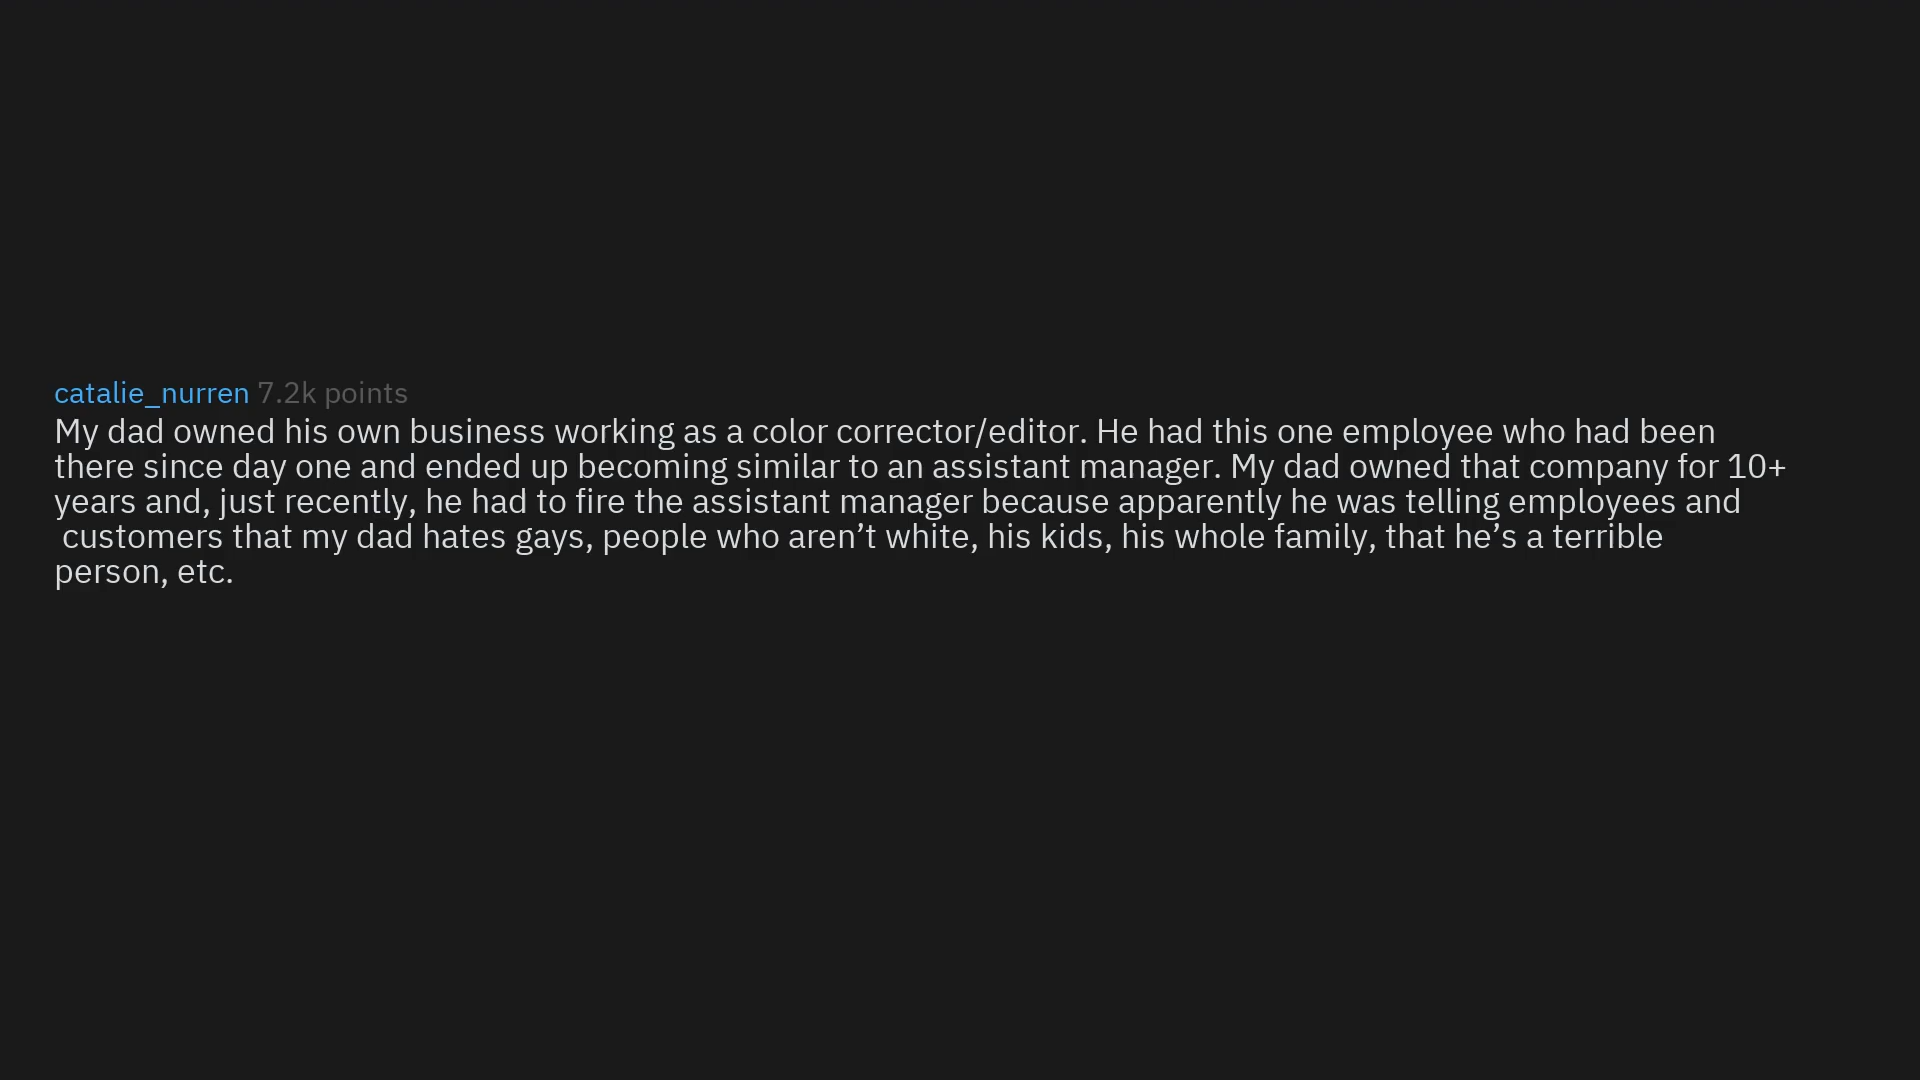 catalie_nurren 7.2k points
My dad owned his own business working as a color corrector/editor. He had this one employee who had been
there since day one and ended up becoming similar to an assistant manager. My dad owned that company for 10+
years and, just recently, he had to fire the assistant manager because apparently he was telling employees and
customers that my dad hates gays, people who aren’t white, his kids, his whole family, that he’s a terrible
person, etc.